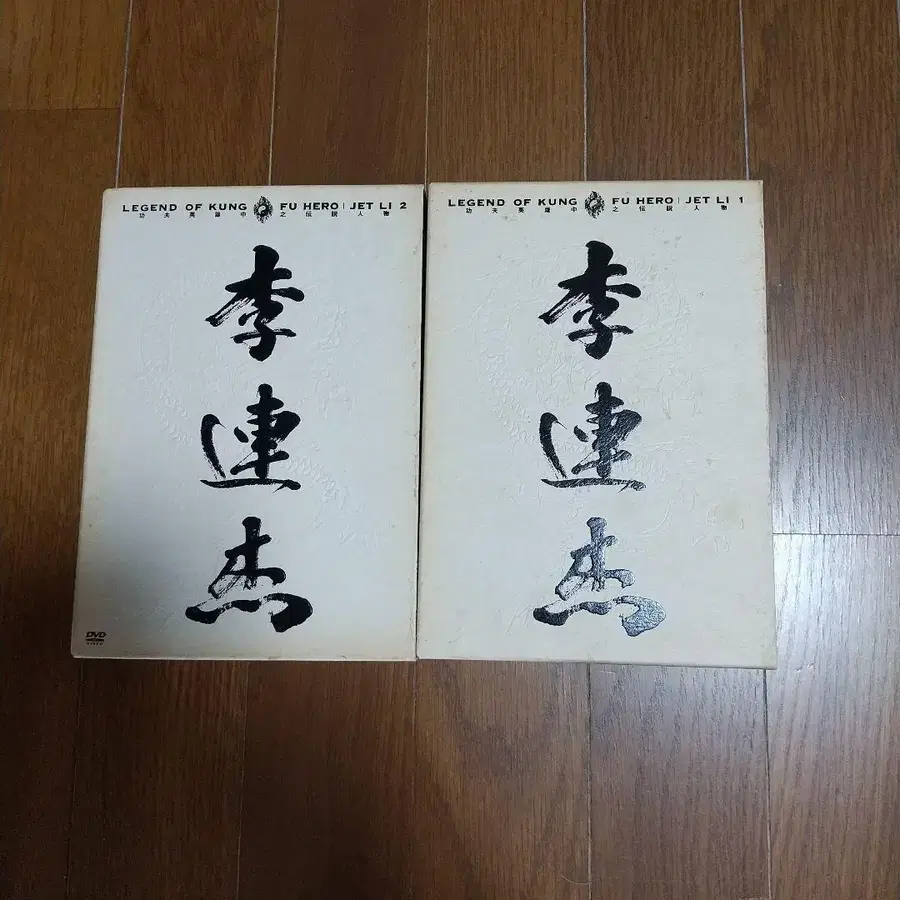 LEGEND OF KUNG FU HERO | JET LI 2
功夫英雄中之伝説人物
李
連
杰
DVD
VIDEO
LEGEND OF KUNG FU HERO | JET LI 1
功夫英雄中之伝説人物
李
連
杰